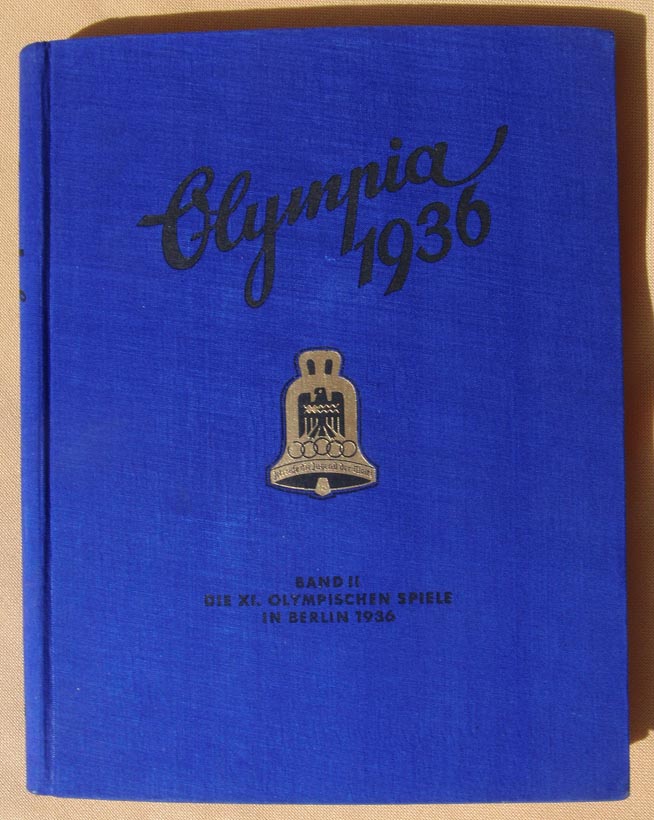 Olympia
1936
BAND II
DIE XI. OLYMPISCHEN SPIELE
IN BERLIN 1936